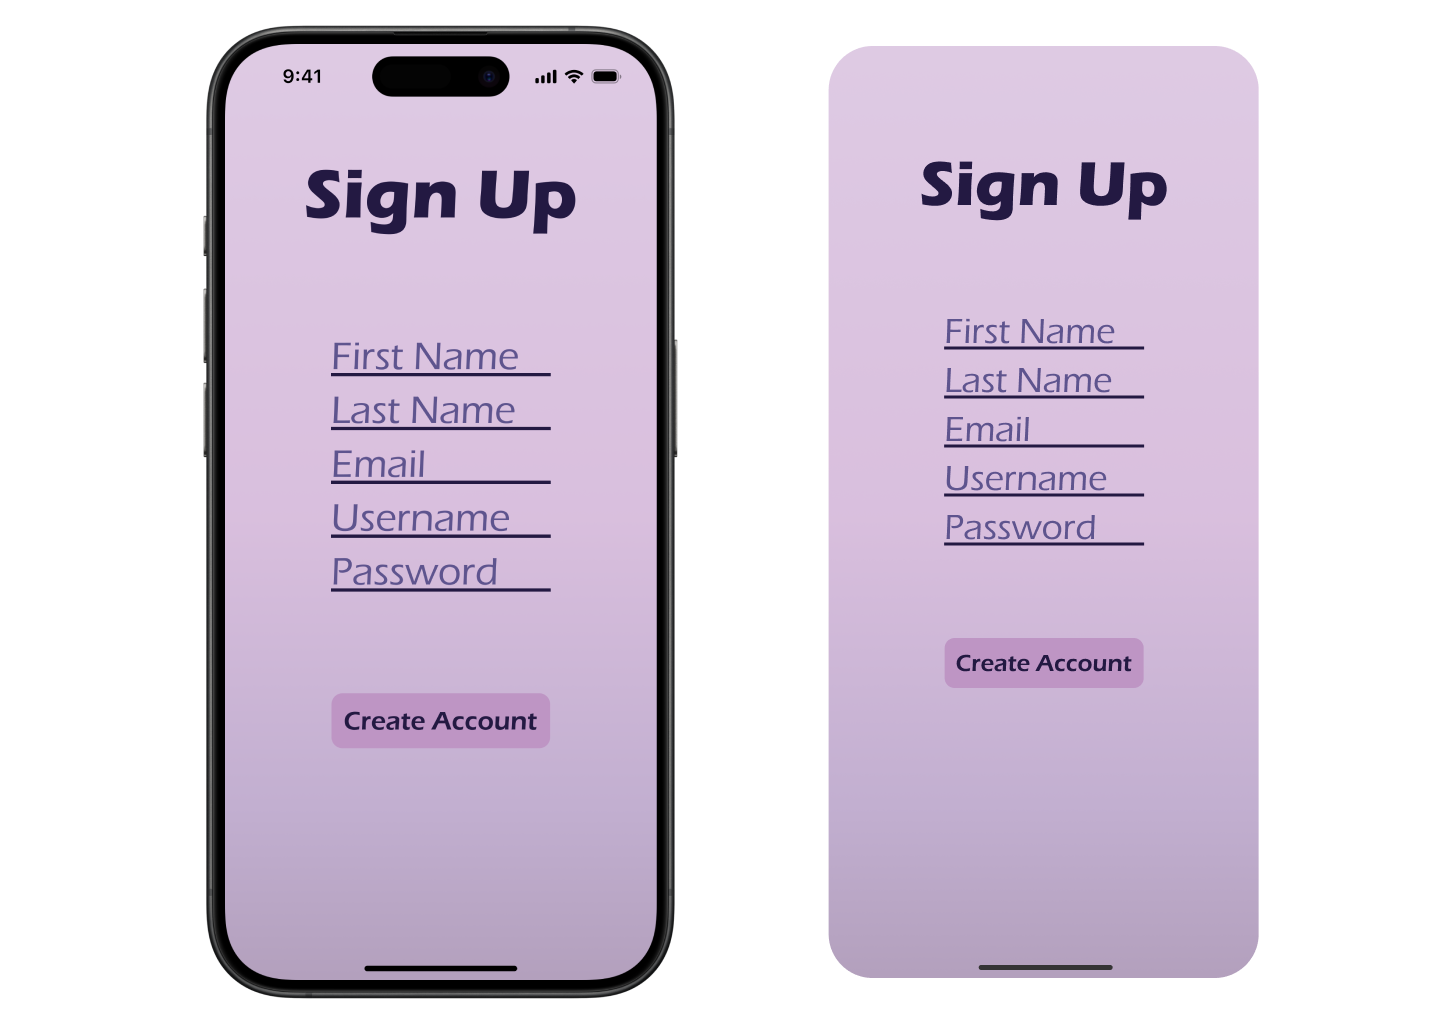 9:41
Sign Up
First Name
Last Name
Email
Username
Password
Create Account
Sign Up
First Name
Last Name
Email
Username
Password
Create Account